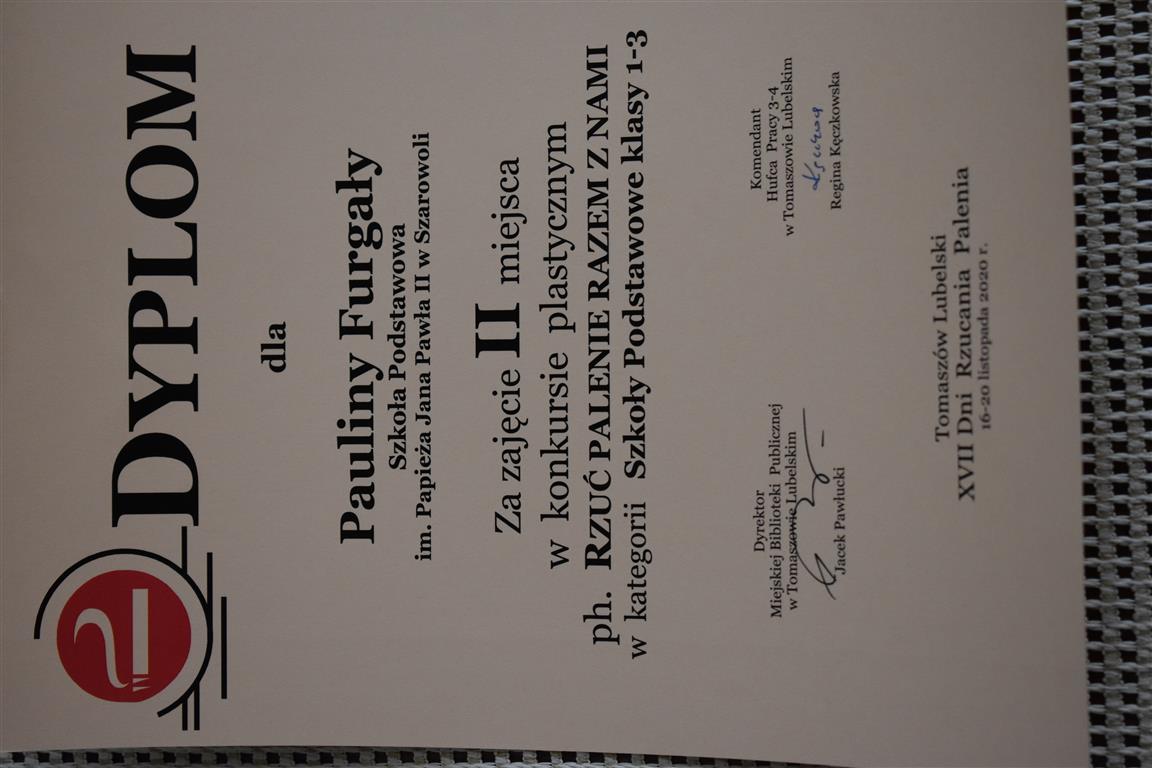 DYPLOM
dla
Pauliny Furgały
Szkoła Podstawowa
im. Papieża Jana Pawła II w Szarowoli
Za zajęcie II miejsca
w konkursie plastycznym
ph. RZUĆ PALENIE RAZEM Z NAMI
w kategorii Szkoły Podstawowe klasy 1-3
Dyrektor
Miejskiej Biblioteki Publicznej
w Tomaszowie Lubelskim
Jacek Pawłucki
Komendant
Hufca Pracy 3-4
w Tomaszowie Lubelskim
Regina Kęczkowska
Tomaszów Lubelski
XVII Dni Rzucania Palenia
16-20 listopada 2020 r.